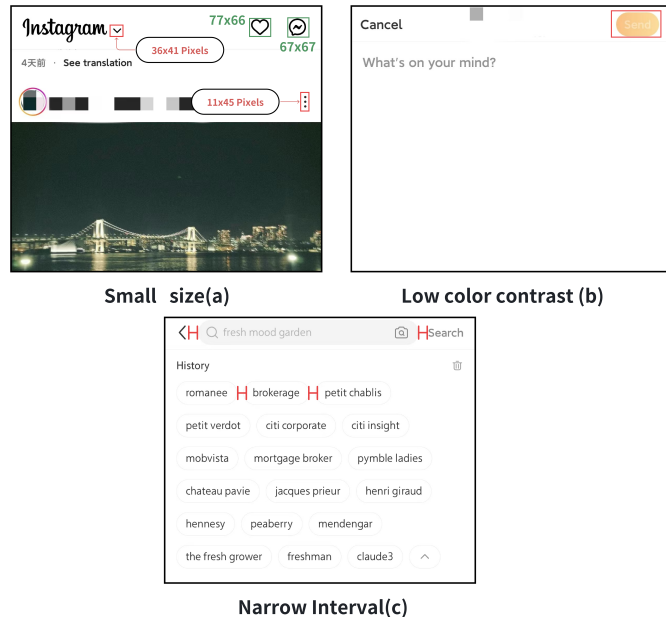 Instagram
77x66
67x67
36x41 Pixels
4天前 · See translation
11x45 Pixels
Small size(a)
Cancel
Send
What's on your mind?
Low color contrast (b)
fresh mood garden
Search
History
romanee brokerage petit chablis
petit verdot citi corporate citi insight
mobvista mortgage broker pymble ladies
chateau pavie jacques prieur henri giraud
hennesy peaberry mendengar
the fresh grower freshman claude3
Narrow Interval(c)